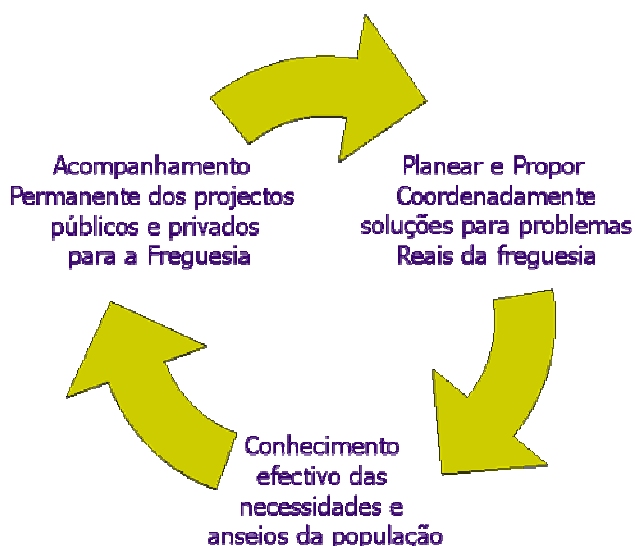 Acompanhamento
Permanente dos projectos
públicos e privados
para a Freguesia
Planear e Propor
Coordenadamente
soluções para problemas
Reais da freguesia
Conhecimento
efectivo das
necessidades e
anseios da população